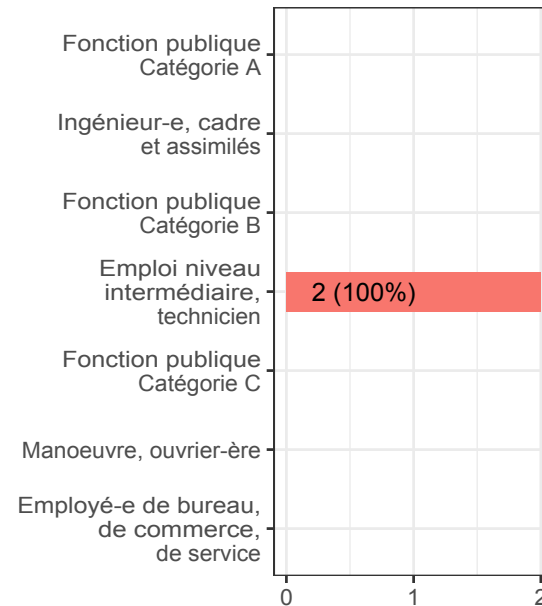 Fonction publique
Catégorie A
Ingénieur-e, cadre
et assimilés
Fonction publique
Catégorie B
Emploi niveau
intermédiaire,
technicien
2 (100%)
Fonction publique
Catégorie C
Manoeuvre, ouvrier-ère
Employé-e de bureau,
de commerce,
de service
0 1 2